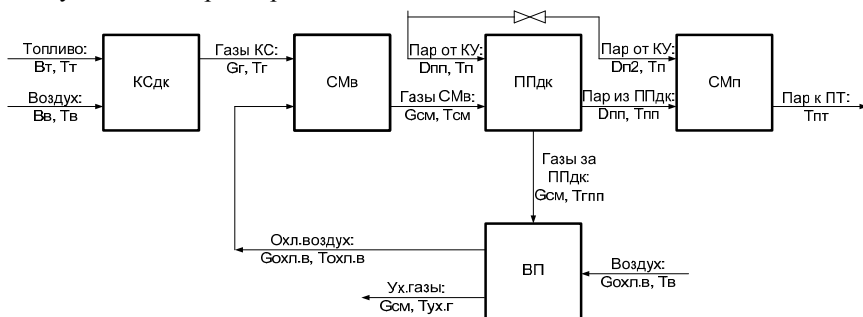 Топливо:
Вт, Тт
Воздух:
Вв, Тв
КСдк
Газы КС:
Gг, Тг
СМв
Газы СМв:
Gсм, Тсм
Пар от КУ:
Dпп, Тп
ППдк
Пар от КУ:
Dп2, Тп
Пар из ППдк:
Dпп, Тпп
СМп
Пар к ПТ:
Тпт
Газы за
ППдк:
Gсм, Тгпп
Охл.воздух:
Gохл.в, Тохл.в
ВП
Воздух:
Gохл.в, Тв
Ух.газы:
Gсм, Тух.г